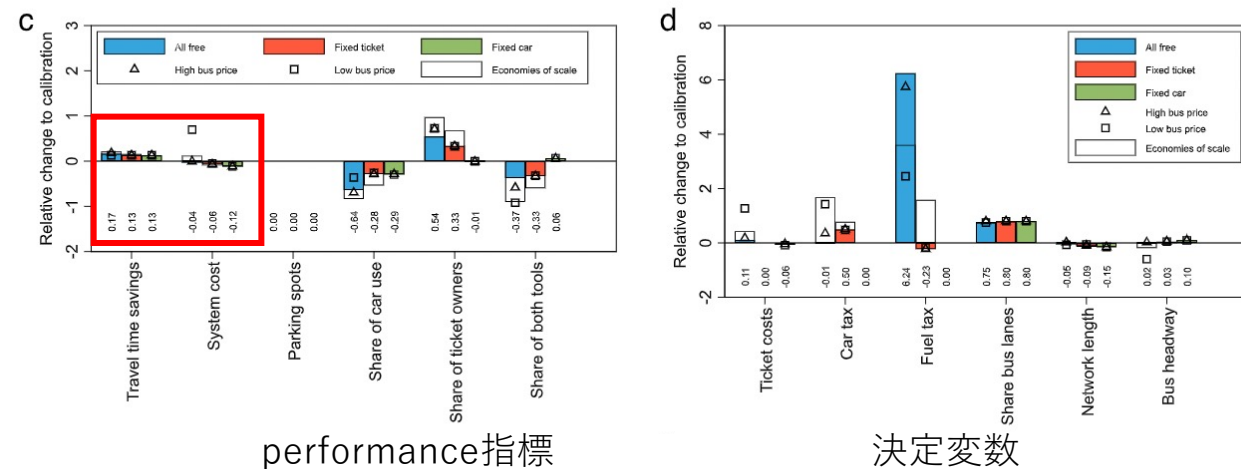 c
Relative change to calibration
3
2
1
0
-1
-2
All free
Fixed ticket
Fixed car
High bus price
Low bus price
Economies of scale
0.17
0.13
0.13
-0.04
-0.06
-0.12
0.00
0.00
0.00
-0.64
-0.28
-0.29
0.54
0.33
-0.01
-0.37
-0.33
0.06
Travel time savings
System cost
Parking spots
Share of car use
Share of ticket owners
Share of both tools
performance指標
d
Relative change to calibration
8
6
4
2
0
-2
All free
Fixed ticket
Fixed car
High bus price
Low bus price
Economies of scale
0.11
0.00
-0.06
-0.01
0.50
0.00
6.24
-0.23
0.00
0.75
0.80
0.80
-0.05
-0.09
-0.15
0.02
0.03
0.10
Ticket costs
Car tax
Fuel tax
Share bus lanes
Network length
Bus headway
決定変数